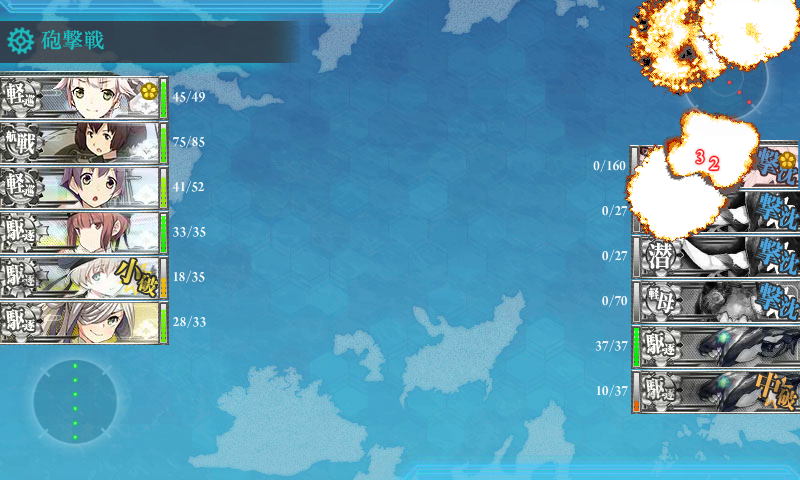 砲撃戦
軽巡
45/49
航戦
75/85
軽巡
41/52
駆逐
33/35
駆逐
小破
18/35
駆逐
28/33
32
0/160
撃沈
0/27
撃沈
0/27
潜
撃沈
0/70
戦母
撃沈
37/37
駆逐
10/37
駆逐
中破